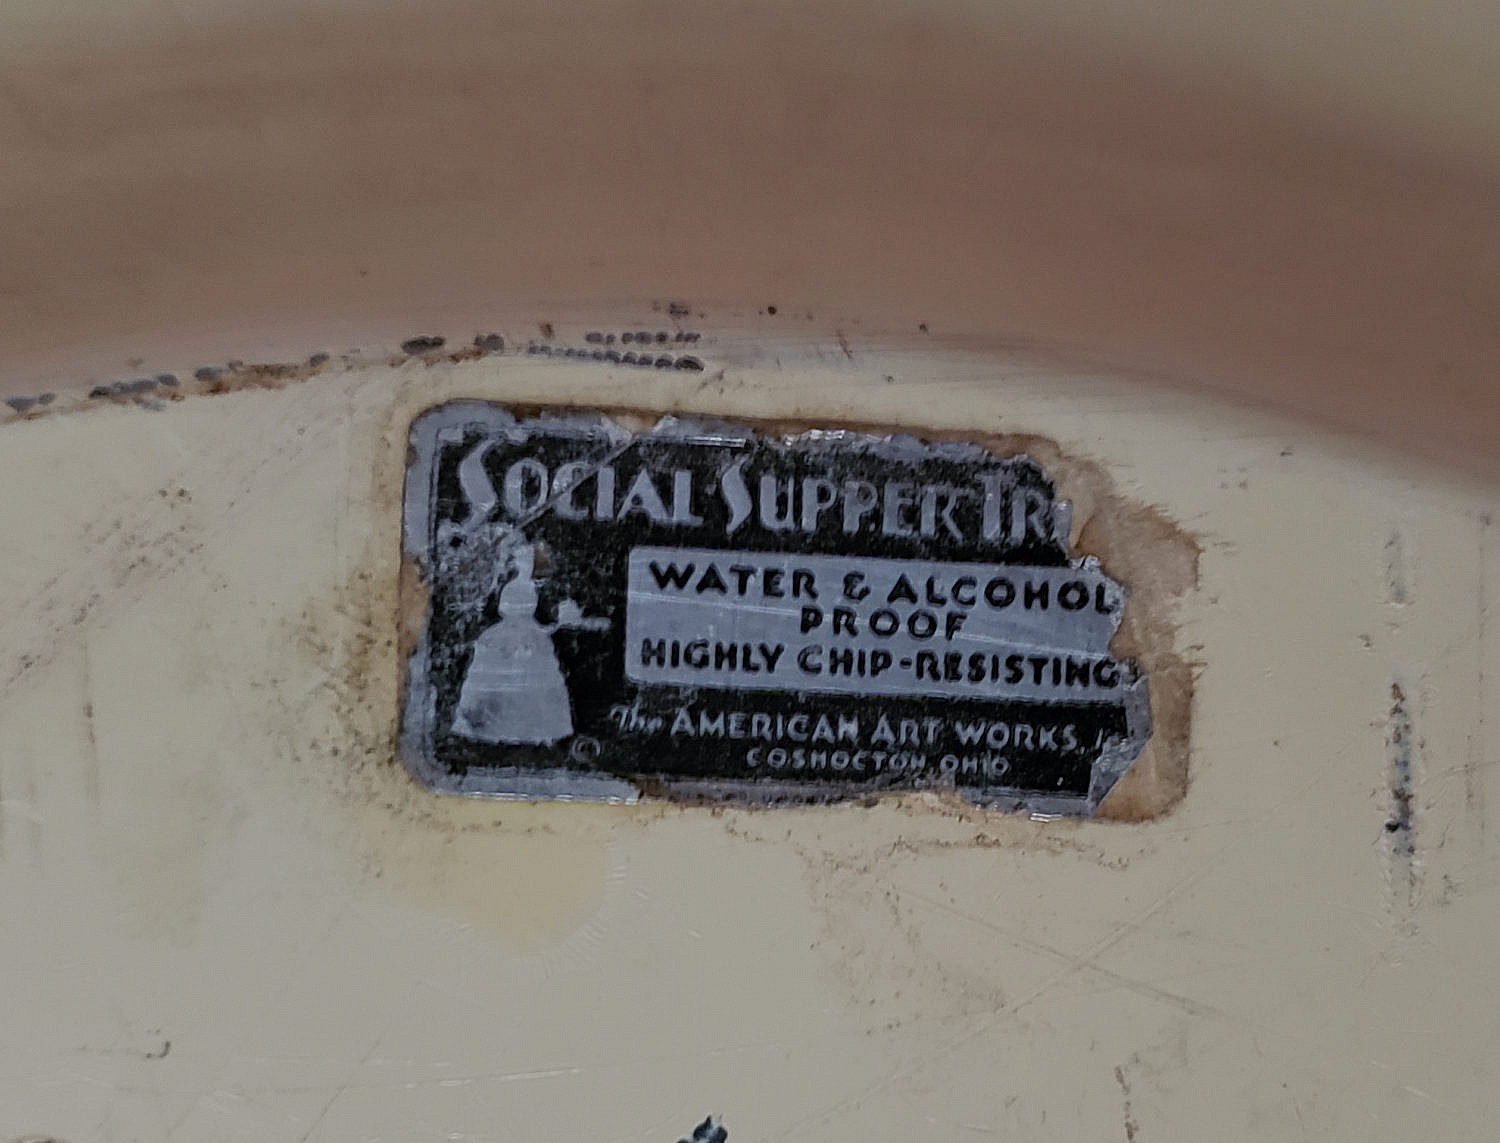 SOCIAL SUPPER TR
WATER & ALCOHOL
PROOF
HIGHLY CHIP-RESISTING
The AMERICAN ART WORKS, I
COSHOCTON, OHIO
©